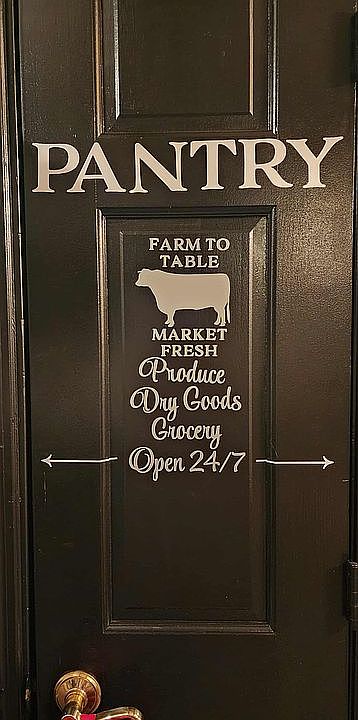 PANTRY
FARM TO
TABLE
MARKET
FRESH
Produce
Dry Goods
Grocery
Open 24/7